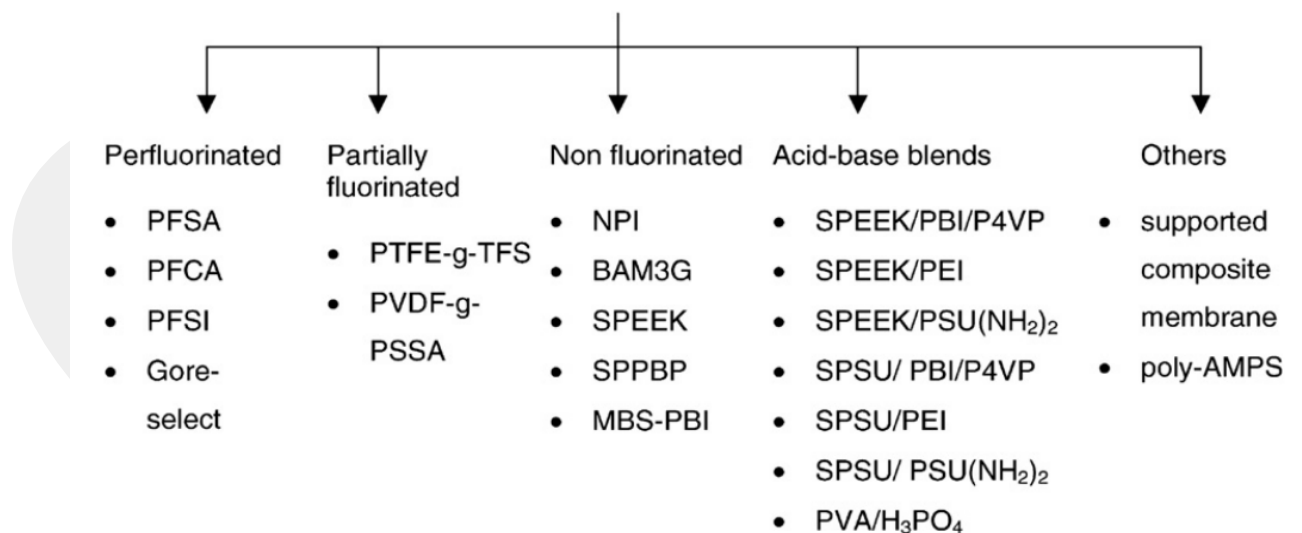 Perfluorinated
• PFSA
• PFCA
• PFSI
• Gore-
select
Partially
fluorinated
• PTFE-g-TFS
• PVDF-g-
PSSA
Non fluorinated
• NPI
• BAM3G
• SPEEK
• SPPBP
• MBS-PBI
Acid-base blends
• SPEEK/PBI/P4VP
• SPEEK/PEI
• SPEEK/PSU(NH₂)₂
• SPSU/ PBI/P4VP
• SPSU/PEI
• SPSU/ PSU(NH₂)₂
• PVA/H₃PO₄
Others
• supported
composite
membrane
• poly-AMPS